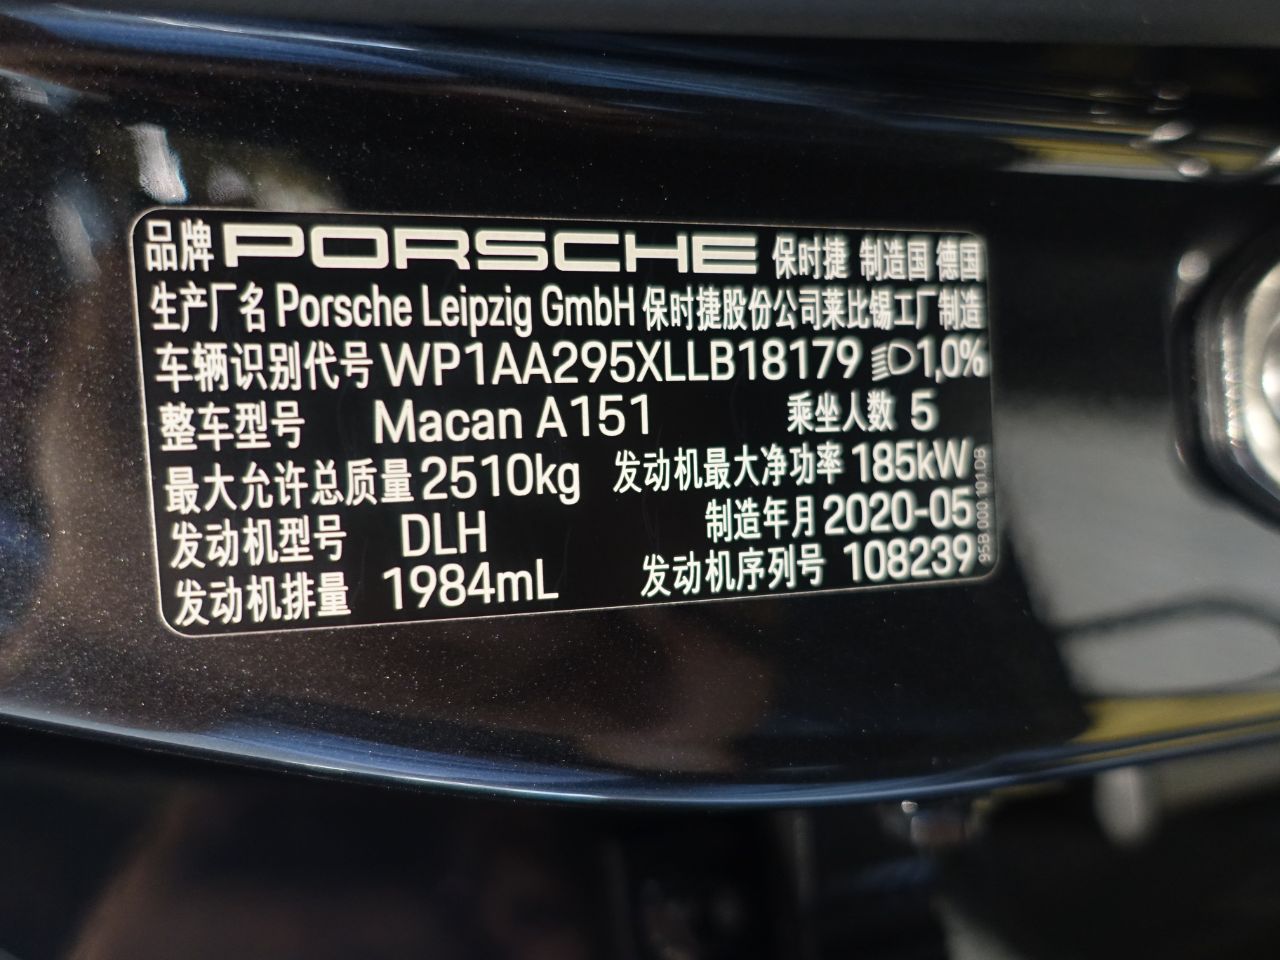 品牌 PORSCHE 保时捷 制造国 德国
生产厂名 Porsche Leipzig GmbH 保时捷股份公司莱比锡工厂制造
车辆识别代号 WP1AA295XLLB18179 1,0%
整车型号 Macan A151 乘坐人数 5
最大允许总质量 2510kg 发动机最大净功率 185kW
发动机型号 DLH 制造年月 2020-05
发动机排量 1984mL 发动机序列号 108239
95B.000.101.DB